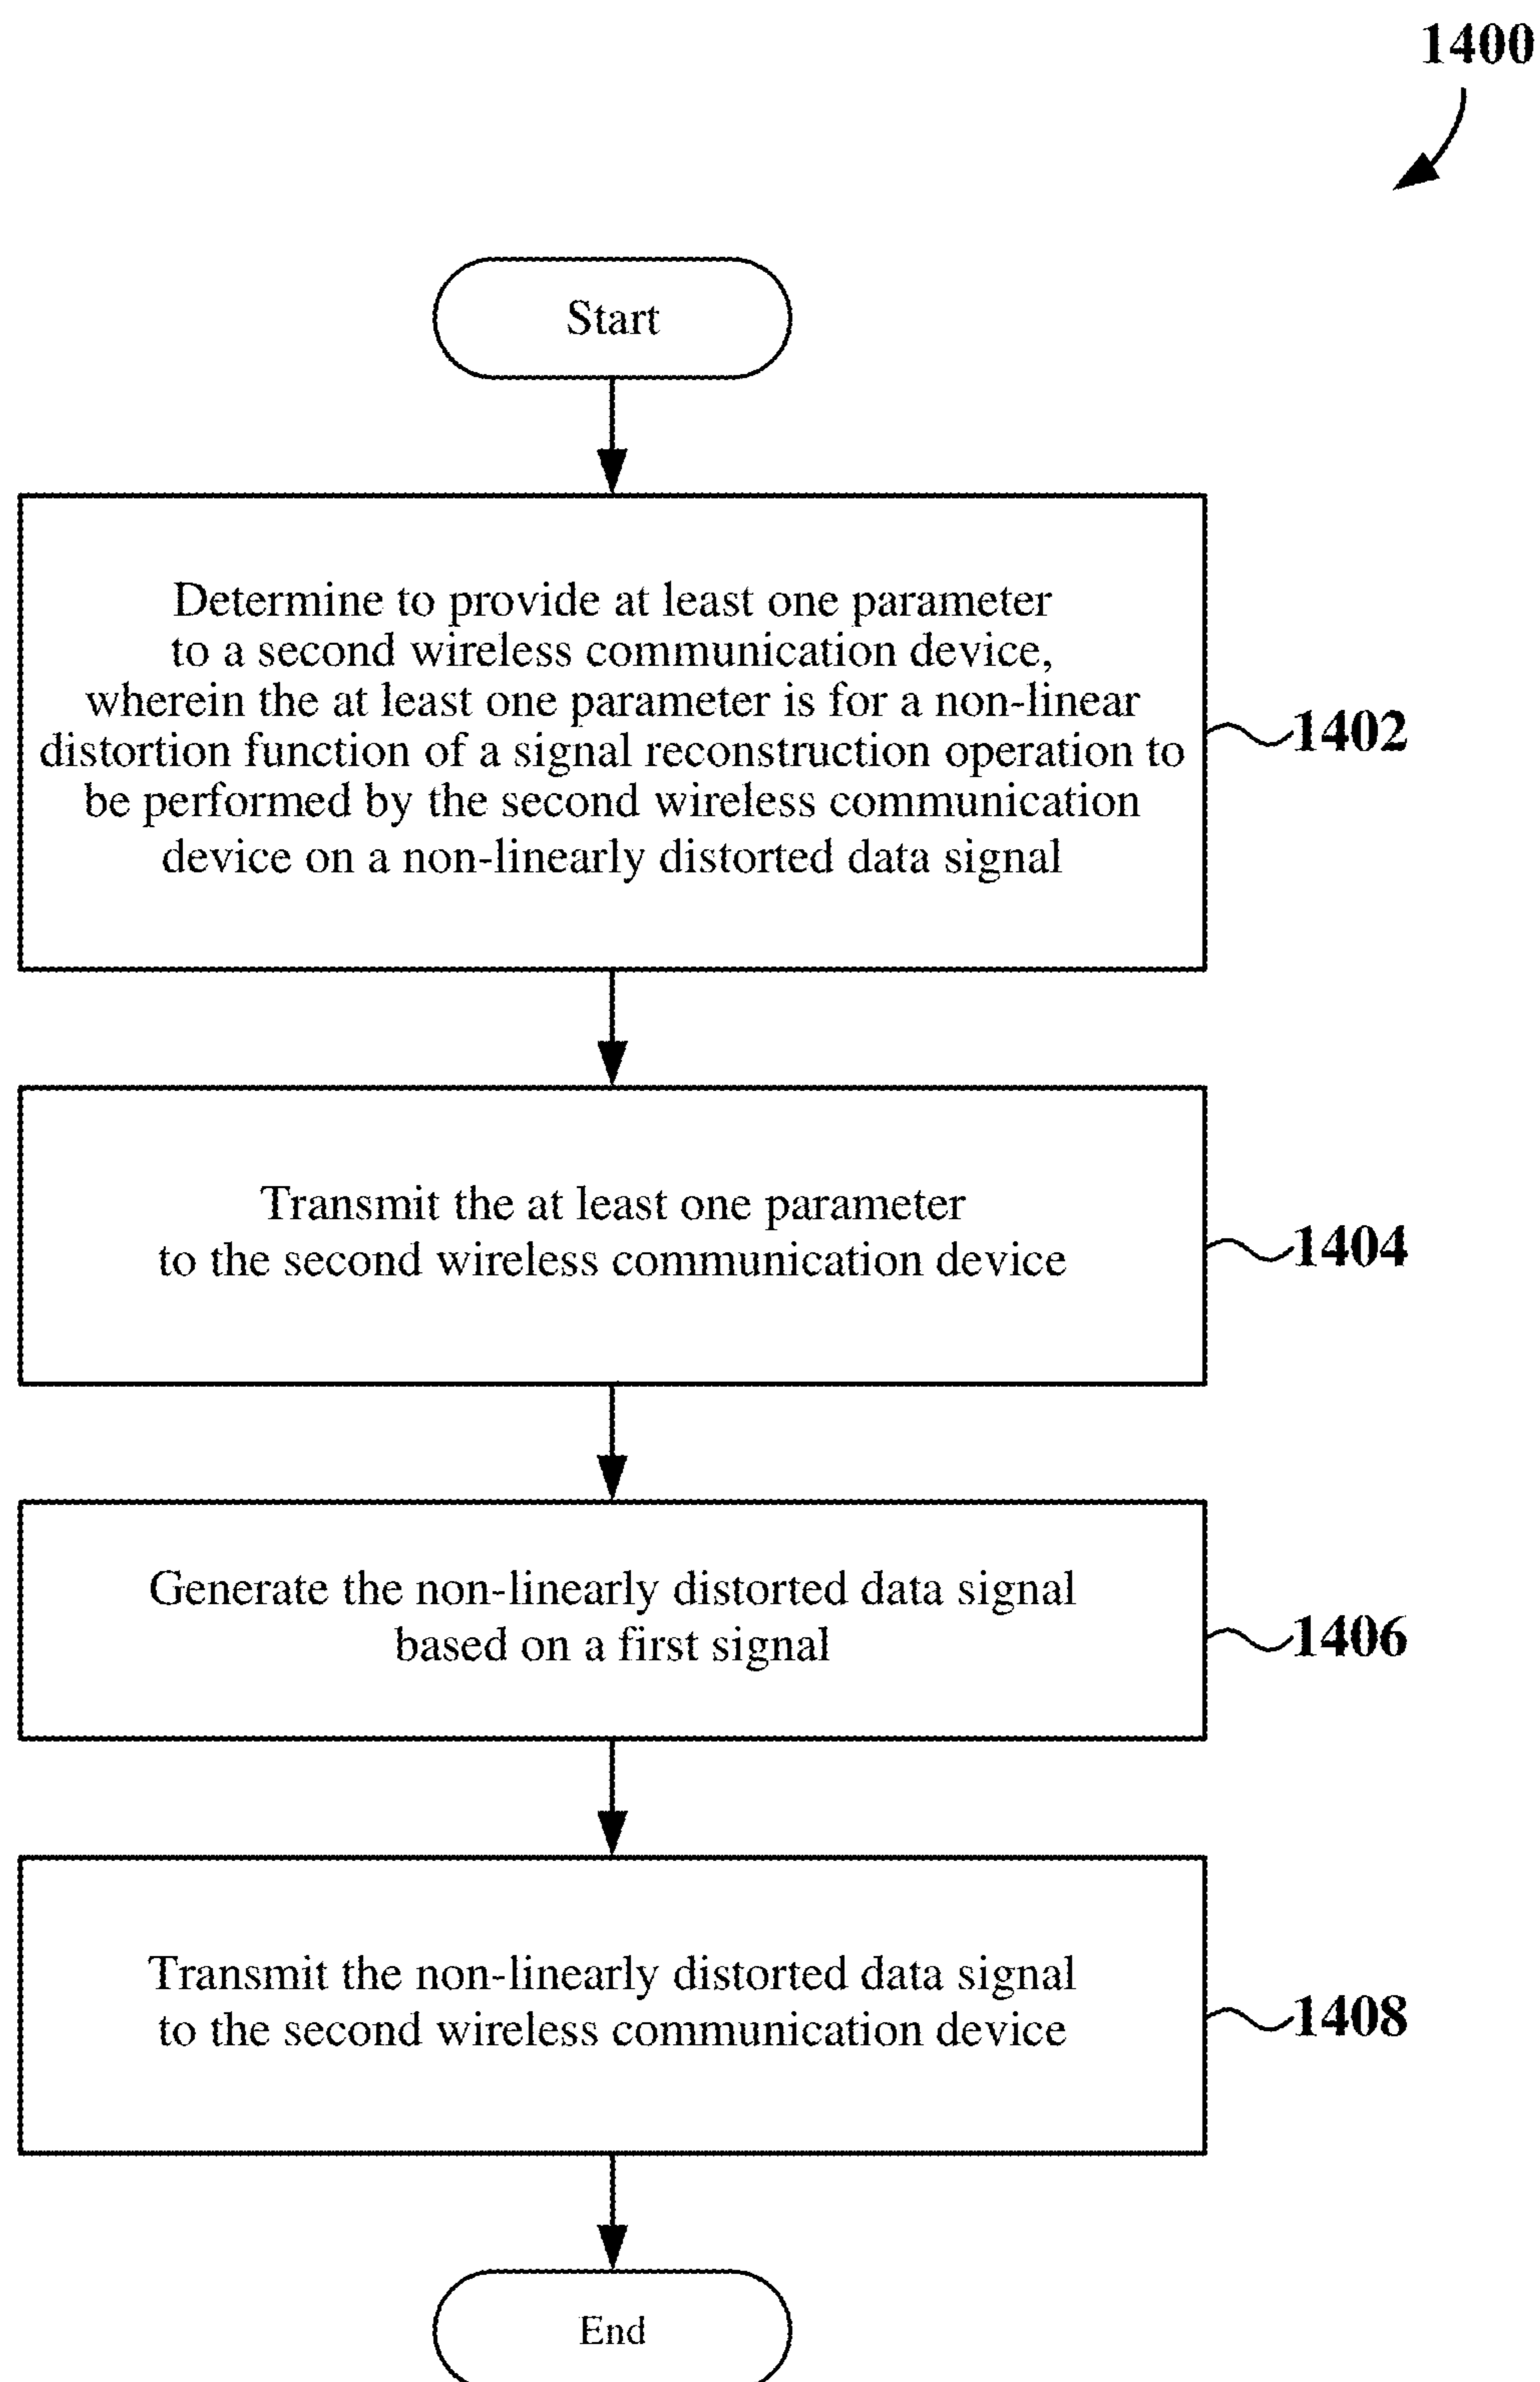 1400
Start
Determine to provide at least one parameter
to a second wireless communication device,
wherein the at least one parameter is for a non-linear
distortion function of a signal reconstruction operation to
be performed by the second wireless communication
device on a non-linearly distorted data signal
1402
Transmit the at least one parameter
to the second wireless communication device
1404
Generate the non-linearly distorted data signal
based on a first signal
1406
Transmit the non-linearly distorted data signal
to the second wireless communication device
1408
End